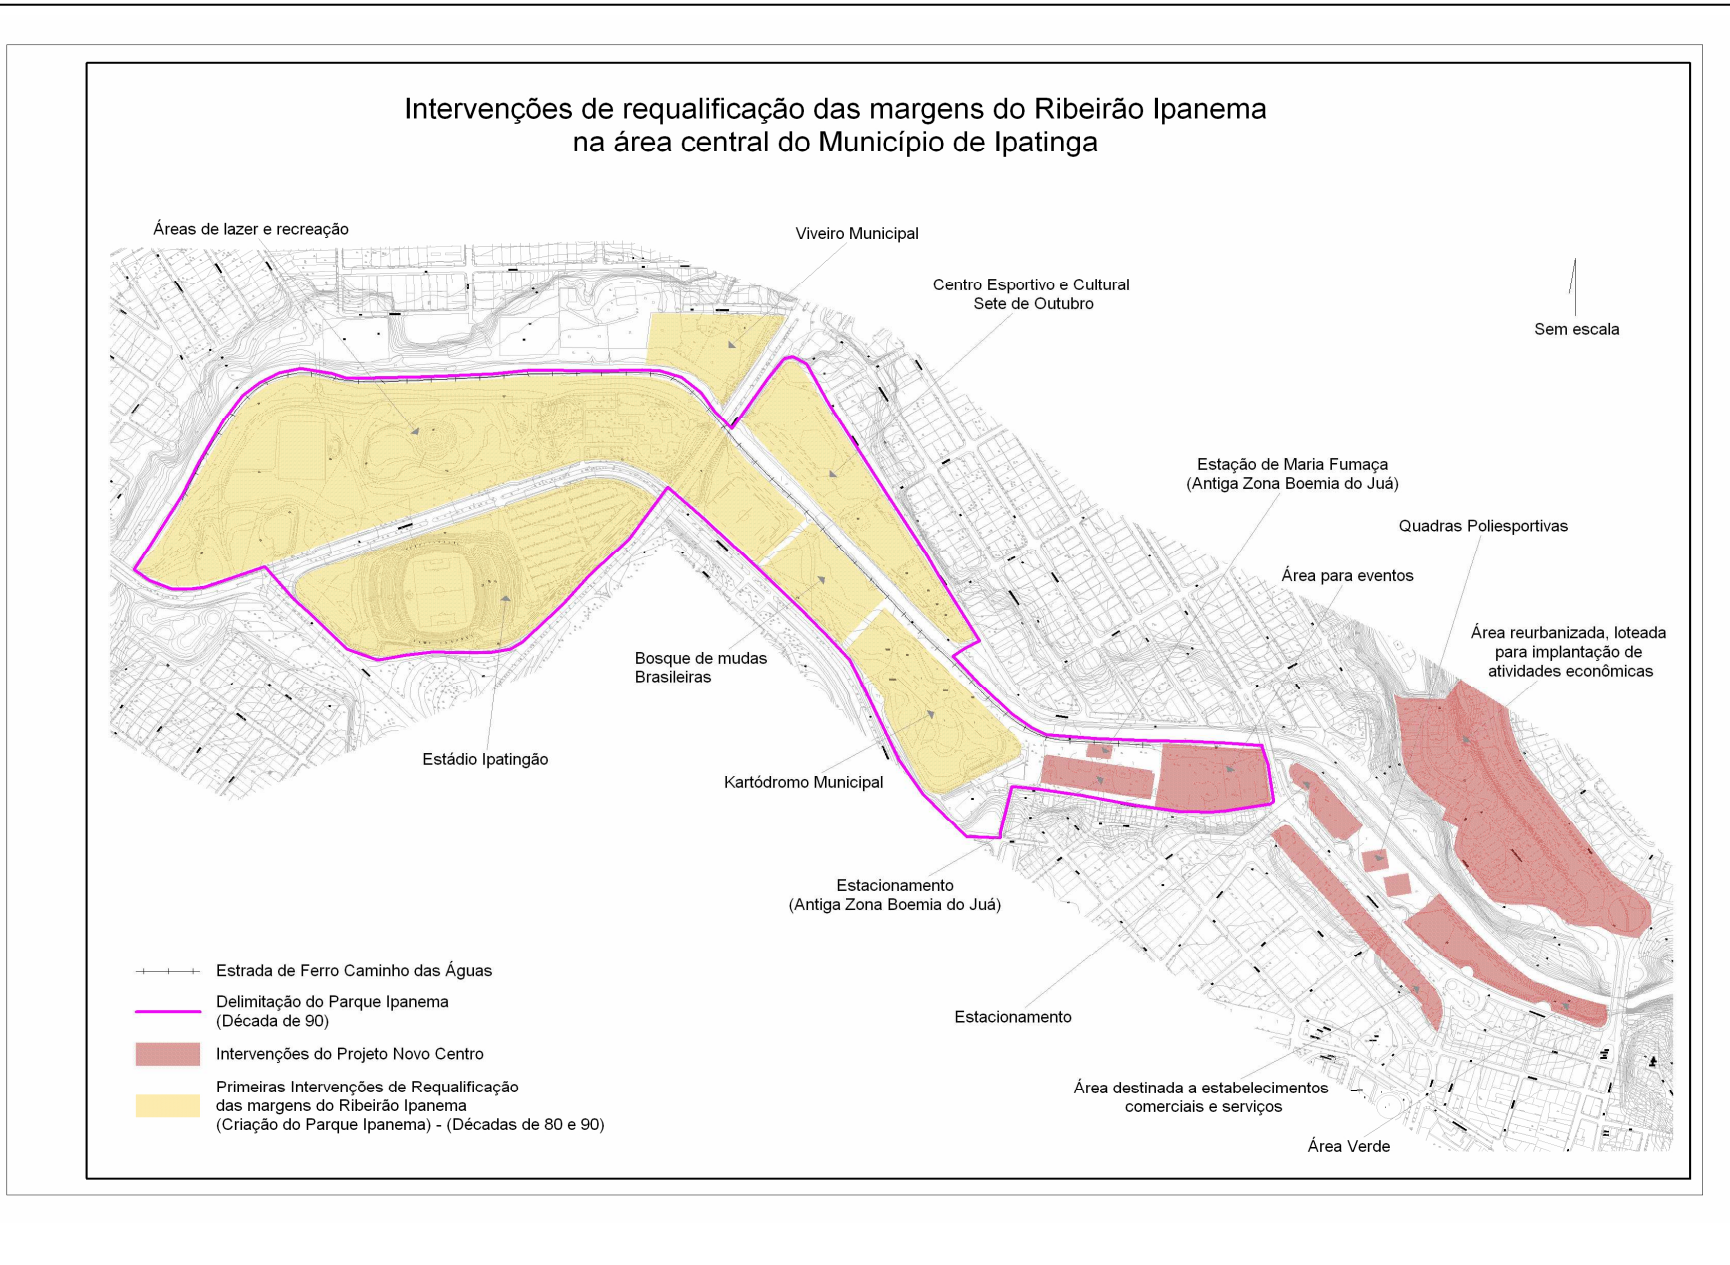 Intervenções de requalificação das margens do Ribeirão Ipanema
na área central do Município de Ipatinga
Áreas de lazer e recreação
Viveiro Municipal
Centro Esportivo e Cultural
Sete de Outubro
Sem escala
Estação de Maria Fumaça
(Antiga Zona Boemia do Juá)
Quadras Poliesportivas
Área para eventos
Área reurbanizada, loteada
para implantação de
atividades econômicas
Bosque de mudas
Brasileiras
Estádio Ipatingão
Kartódromo Municipal
Estacionamento
(Antiga Zona Boemia do Juá)
Estacionamento
Área destinada a estabelecimentos
comerciais e serviços
Área Verde
Estrada de Ferro Caminho das Águas
Delimitação do Parque Ipanema
(Década de 90)
Intervenções do Projeto Novo Centro
Primeiras Intervenções de Requalificação
das margens do Ribeirão Ipanema
(Criação do Parque Ipanema) - (Décadas de 80 e 90)